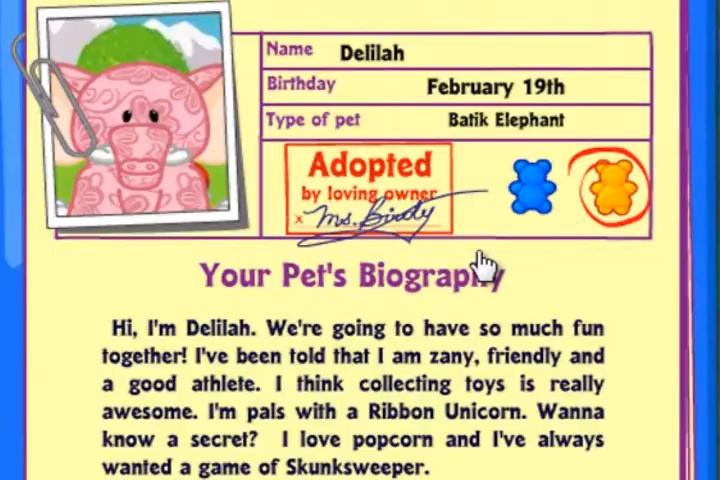 Name Delilah
Birthday February 19th
Type of pet Batik Elephant
Adopted
by loving owner
x Ms. Birdy
Your Pet's Biography
Hi, I'm Delilah. We're going to have so much fun
together! I've been told that I am zany, friendly and
a good athlete. I think collecting toys is really
awesome. I'm pals with a Ribbon Unicorn. Wanna
know a secret? I love popcorn and I've always
wanted a game of Skunksweeper.